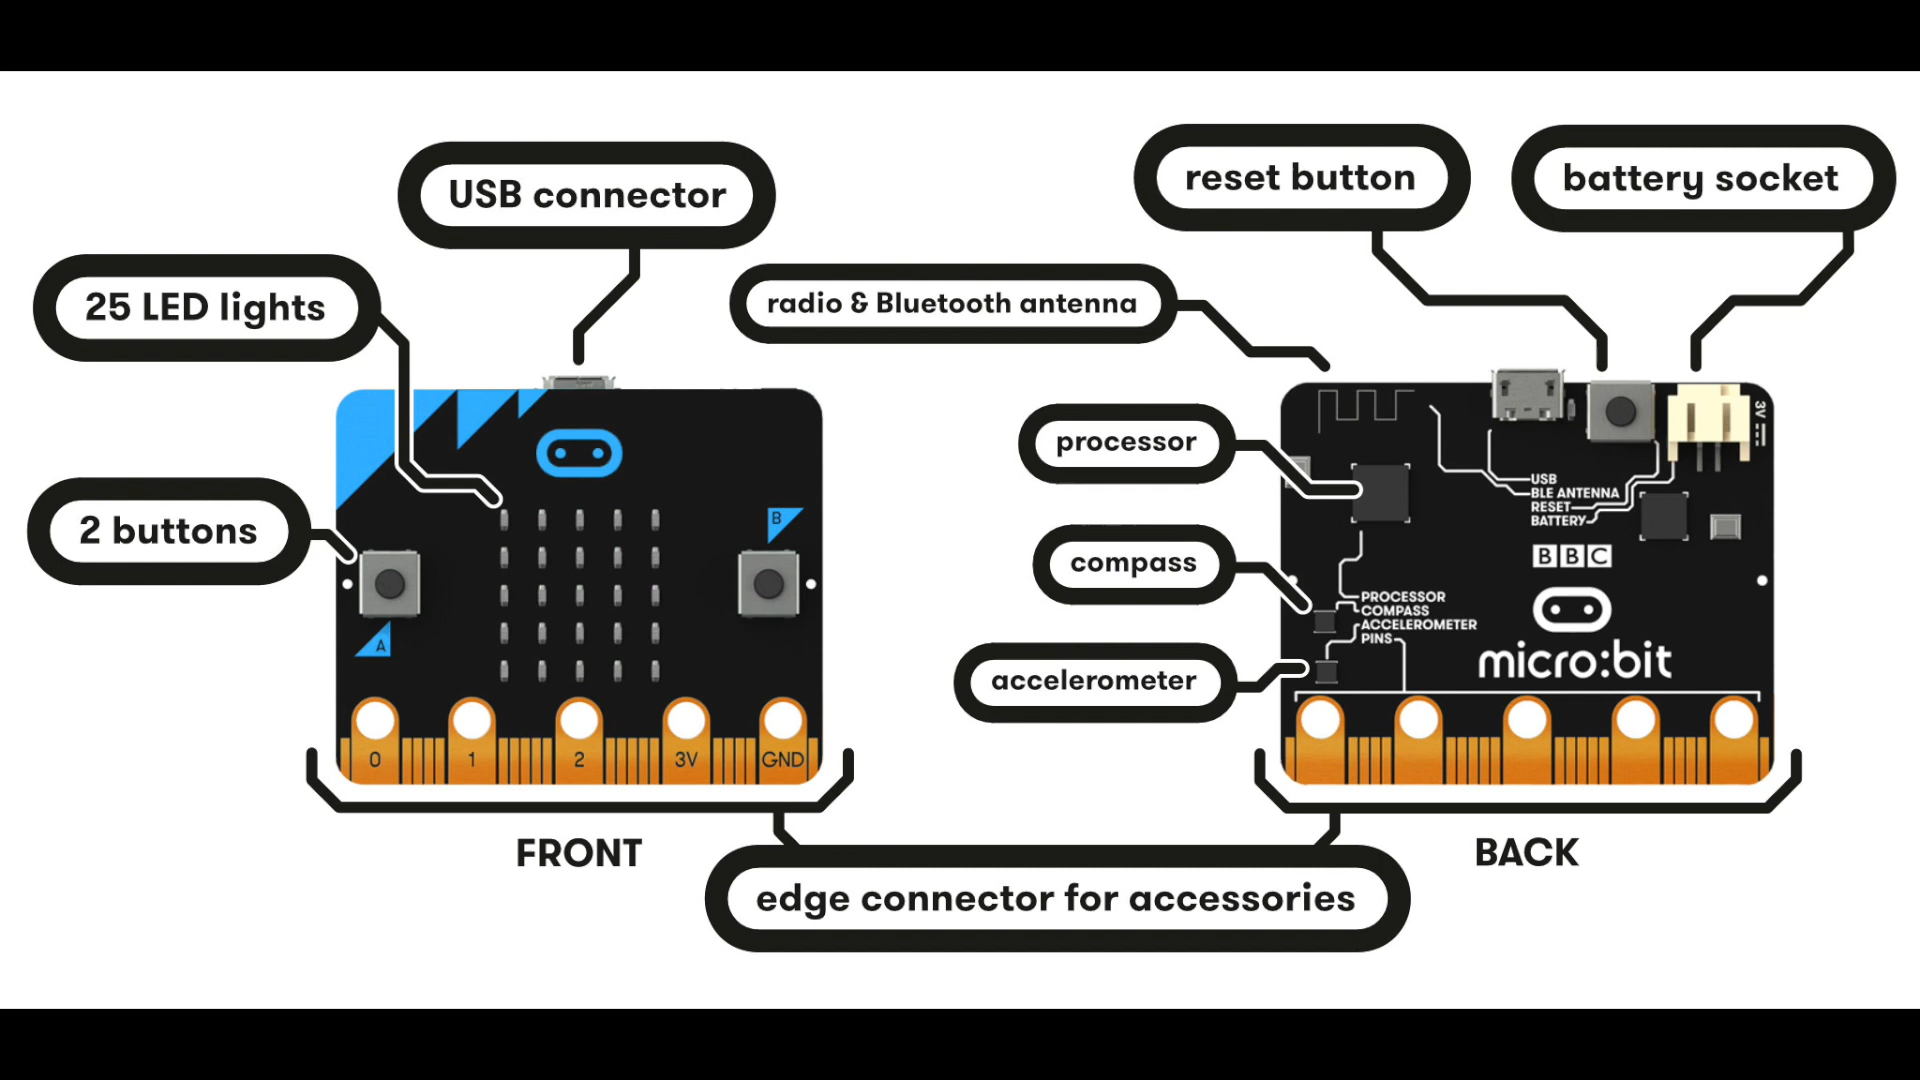 USB connector
reset button
battery socket
25 LED lights
radio & Bluetooth antenna
2 buttons
processor
compass
accelerometer
B
A
0 1 2 3V GND
3V
USB
BLE ANTENNA
RESET
BATTERY
BBC
PROCESSOR
COMPASS
ACCELEROMETER
PINS
micro:bit
FRONT
BACK
edge connector for accessories